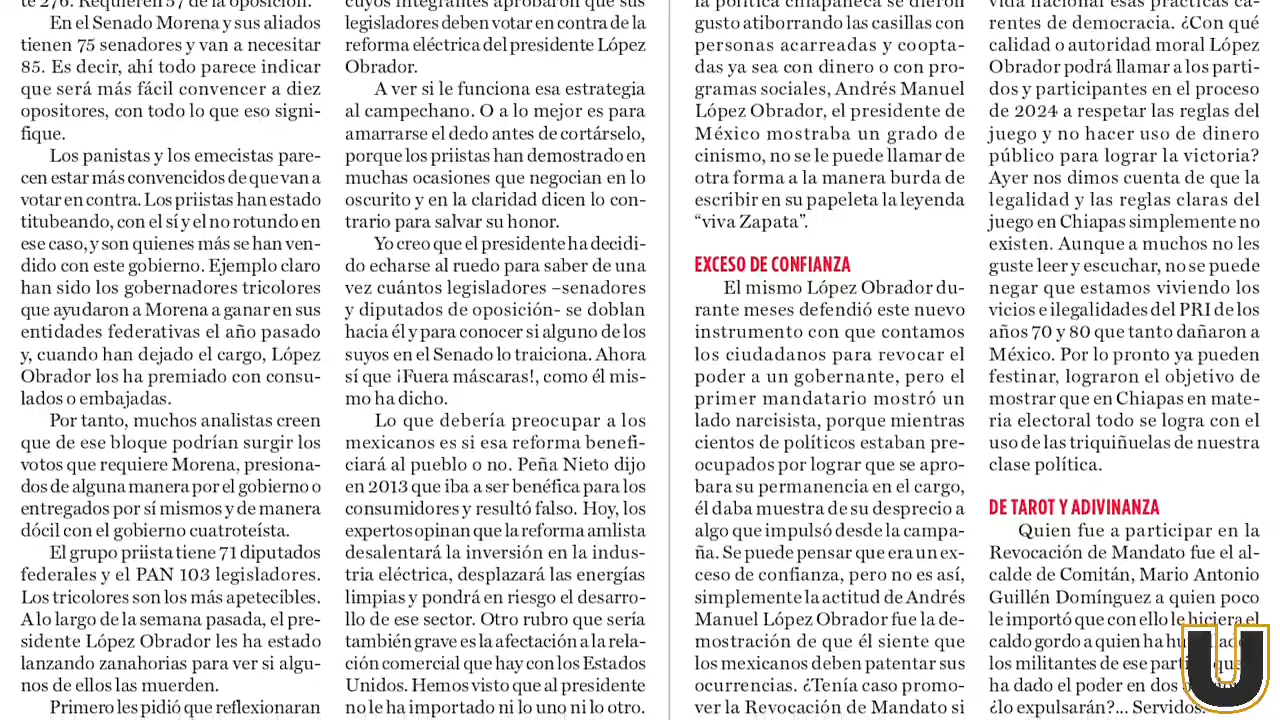 te 276. Requieren 57 de la oposición.
En el Senado Morena y sus aliados
tienen 75 senadores y van a necesitar
85. Es decir, ahí todo parece indicar
que será más fácil convencer a diez
opositores, con todo lo que eso signi-
fique.
Los panistas y los emecistas pare-
cen estar más convencidos de que van a
votar en contra. Los priistas han estado
titubeando, con el sí y el no rotundo en
ese caso, y son quienes más se han ven-
dido con este gobierno. Ejemplo claro
han sido los gobernadores tricolores
que ayudaron a Morena a ganar en sus
entidades federativas el año pasado
y, cuando han dejado el cargo, López
Obrador los ha premiado con consu-
lados o embajadas.
Por tanto, muchos analistas creen
que de ese bloque podrían surgir los
votos que requiere Morena, presiona-
dos de alguna manera por el gobierno o
entregados por sí mismos y de manera
dócil con el gobierno cuatroteísta.
El grupo priista tiene 71 diputados
federales y el PAN 103 legisladores.
Los tricolores son los más apetecibles.
A lo largo de la semana pasada, el pre-
sidente López Obrador les ha estado
lanzando zanahorias para ver si algu-
nos de ellos las muerden.
Primero les pidió que reflexionaran
cuyos integrantes aprobaron que sus
legisladores deben votar en contra de la
reforma eléctrica del presidente López
Obrador.
A ver si le funciona esa estrategia
al campechano. O a lo mejor es para
amarrarse el dedo antes de cortárselo,
porque los priistas han demostrado en
muchas ocasiones que negocian en lo
oscurito y en la claridad dicen lo con-
trario para salvar su honor.
Yo creo que el presidente ha decidi-
do echarse al ruedo para saber de una
vez cuántos legisladores –senadores
y diputados de oposición- se doblan
hacia él y para conocer si alguno de los
suyos en el Senado lo traiciona. Ahora
sí que ¡Fuera máscaras!, como él mis-
mo ha dicho.
Lo que debería preocupar a los
mexicanos es si esa reforma benefi-
ciará al pueblo o no. Peña Nieto dijo
en 2013 que iba a ser benéfica para los
consumidores y resultó falso. Hoy, los
expertos opinan que la reforma amlista
desalentará la inversión en la indus-
tria eléctrica, desplazará las energías
limpias y pondrá en riesgo el desarro-
llo de ese sector. Otro rubro que sería
también grave es la afectación a la rela-
ción comercial que hay con los Estados
Unidos. Hemos visto que al presidente
no le ha importado ni lo uno ni lo otro.
la política chiapaneca se dieron
gusto atiborrando las casillas con
personas acarreadas y coopta-
das ya sea con dinero o con pro-
gramas sociales, Andrés Manuel
López Obrador, el presidente de
México mostraba un grado de
cinismo, no se le puede llamar de
otra forma a la manera burda de
escribir en su papeleta la leyenda
“viva Zapata”.
EXCESO DE CONFIANZA
El mismo López Obrador du-
rante meses defendió este nuevo
instrumento con que contamos
los ciudadanos para revocar el
poder a un gobernante, pero el
primer mandatario mostró un
lado narcisista, porque mientras
cientos de políticos estaban pre-
ocupados por lograr que se apro-
bara su permanencia en el cargo,
él daba muestra de su desprecio a
algo que impulsó desde la campa-
ña. Se puede pensar que era un ex-
ceso de confianza, pero no es así,
simplemente la actitud de Andrés
Manuel López Obrador fue la de-
mostración de que él siente que
los mexicanos deben patentar sus
ocurrencias. ¿Tenía caso promo-
ver la Revocación de Mandato si
vida nacional esas prácticas ca-
rentes de democracia. ¿Con qué
calidad o autoridad moral López
Obrador podrá llamar a los parti-
dos y participantes en el proceso
de 2024 a respetar las reglas del
juego y no hacer uso de dinero
público para lograr la victoria?
Ayer nos dimos cuenta de que la
legalidad y las reglas claras del
juego en Chiapas simplemente no
existen. Aunque a muchos no les
guste leer y escuchar, no se puede
negar que estamos viviendo los
vicios e ilegalidades del PRI de los
años 70 y 80 que tanto dañaron a
México. Por lo pronto ya pueden
festinar, lograron el objetivo de
mostrar que en Chiapas en mate-
ria electoral todo se logra con el
uso de las triquiñuelas de nuestra
clase política.
DE TAROT Y ADIVINANZA
Quien fue a participar en la
Revocación de Mandato fue el al-
calde de Comitán, Mario Antonio
Guillén Domínguez a quien poco
le importó que con ello le hiciera el
caldo gordo a quien ha
los militantes de ese
ha dado el poder en dos
¿lo expulsarán?... Servidos.
U